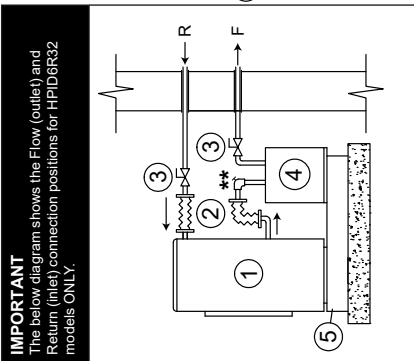 IMPORTANT
The below diagram shows the Flow (outlet) and
Return (inlet) connection positions for HPID6R32
models ONLY.
R
F
3
3
**
2
4
1
5